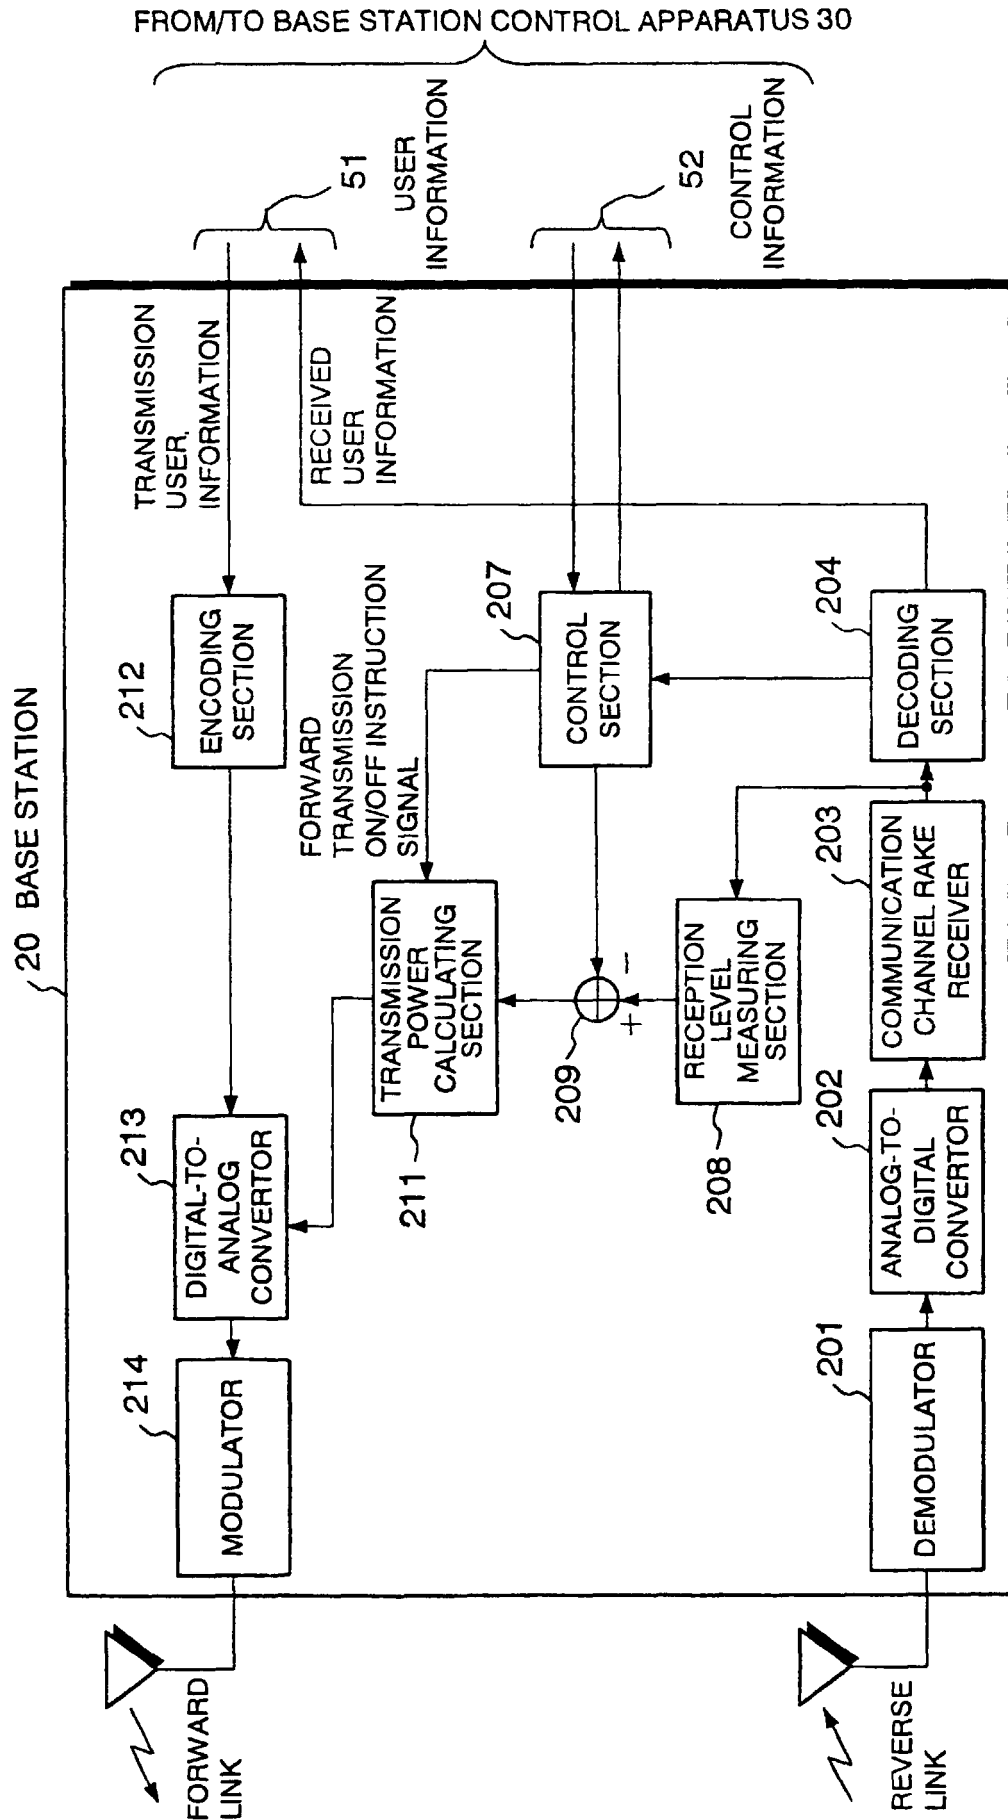 FROM/TO BASE STATION CONTROL APPARATUS 30
20 BASE STATION
51
USER
INFORMATION
52
CONTROL
INFORMATION
TRANSMISSION
USER.
INFORMATION
RECEIVED
USER
INFORMATION
212
ENCODING
SECTION
213
DIGITAL-TO-
ANALOG
CONVERTOR
214
MODULATOR
FORWARD
LINK
FORWARD
TRANSMISSION
ON/OFF INSTRUCTION
SIGNAL
207
CONTROL
SECTION
TRANSMISSION
POWER
CALCULATING
SECTION
211
209
+
-
RECEPTION
LEVEL
MEASURING
SECTION
208
204
DECODING
SECTION
203
COMMUNICATION
CHANNEL RAKE
RECEIVER
202
ANALOG-TO-
DIGITAL
CONVERTOR
201
DEMODULATOR
REVERSE
LINK